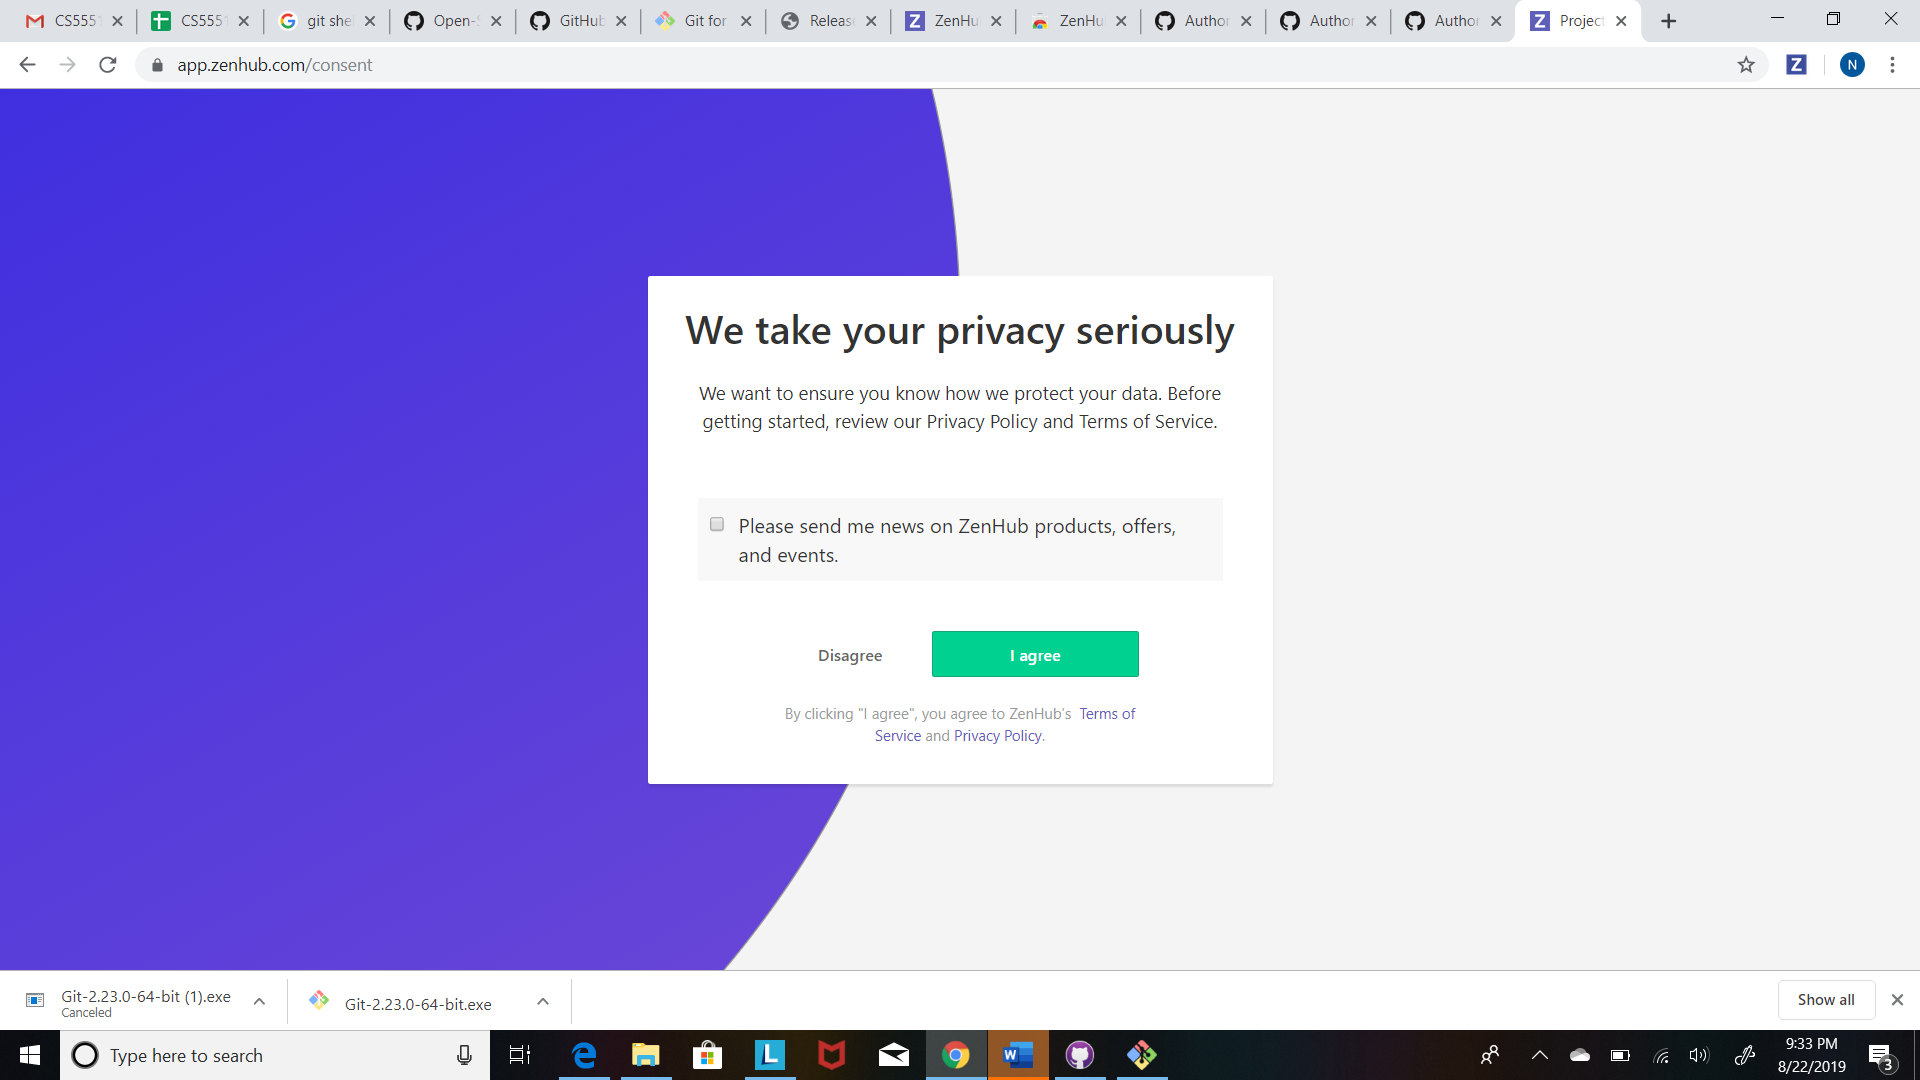 CS555
CS555
git she
Open-S
GitHub
Git for
Release
ZenHu
ZenHu
Author
Author
Author
Project
app.zenhub.com/consent
N
We take your privacy seriously
We want to ensure you know how we protect your data. Before
getting started, review our Privacy Policy and Terms of Service.
Please send me news on ZenHub products, offers,
and events.
Disagree
I agree
By clicking "I agree", you agree to ZenHub's Terms of
Service and Privacy Policy.
Git-2.23.0-64-bit (1).exe
Canceled
Git-2.23.0-64-bit.exe
Show all
Type here to search
9:33 PM
8/22/2019
3